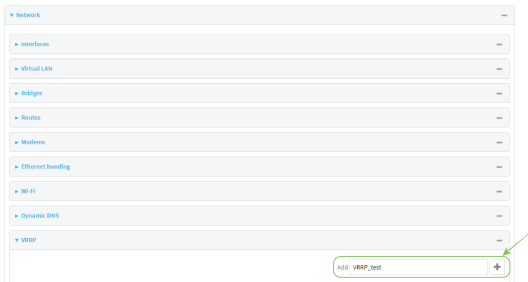 Network
Interfaces
Virtual LAN
Bridges
Routes
Modems
Ethernet bonding
Wi-Fi
Dynamic DNS
VRRP
Add VRRP_test